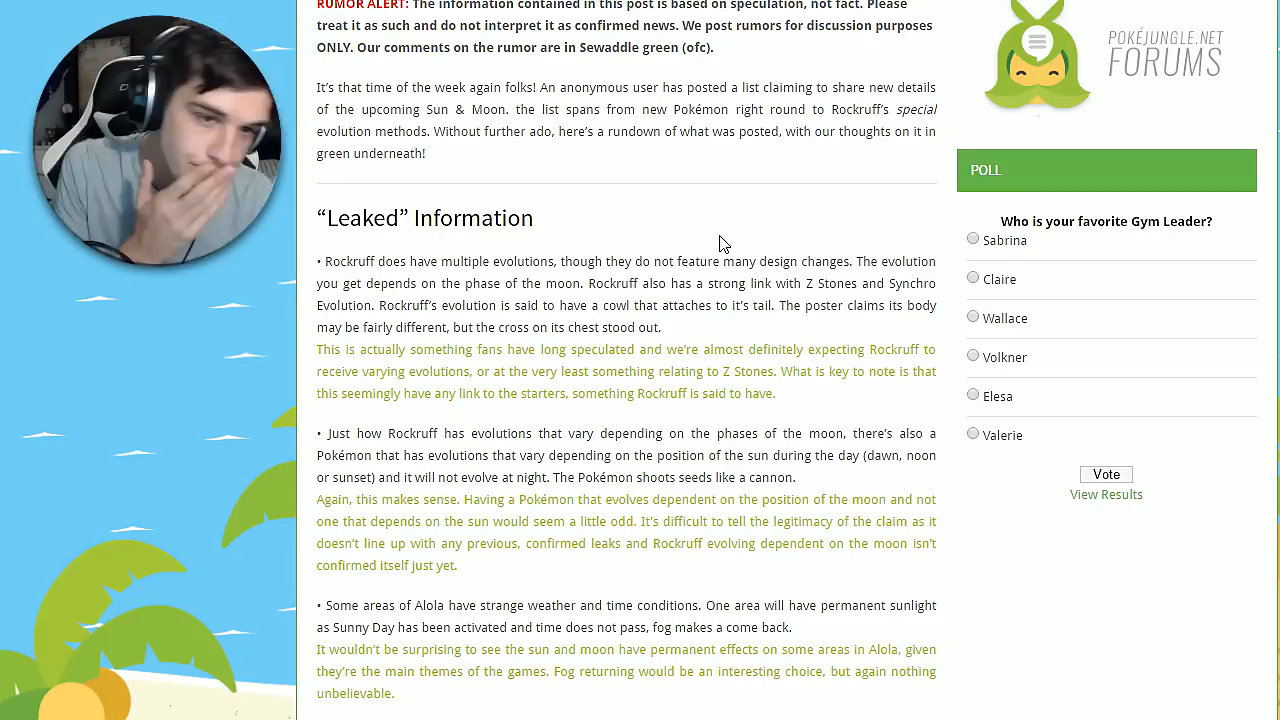 RUMOR ALERT: The information contained in this post is based on speculation, not fact. Please
treat it as such and do not interpret it as confirmed news. We post rumors for discussion purposes
ONLY. Our comments on the rumor are in Sewaddle green (ofc).
It's that time of the week again folks! An anonymous user has posted a list claiming to share new details
of the upcoming Sun & Moon. the list spans from new Pokémon right round to Rockruff's special
evolution methods. Without further ado, here's a rundown of what was posted, with our thoughts on it in
green underneath!
“Leaked” Information
• Rockruff does have multiple evolutions, though they do not feature many design changes. The evolution
you get depends on the phase of the moon. Rockruff also has a strong link with Z Stones and Synchro
Evolution. Rockruff's evolution is said to have a cowl that attaches to it's tail. The poster claims its body
may be fairly different, but the cross on its chest stood out.
This is actually something fans have long speculated and we're almost definitely expecting Rockruff to
receive varying evolutions, or at the very least something relating to Z Stones. What is key to note is that
this seemingly have any link to the starters, something Rockruff is said to have.
• Just how Rockruff has evolutions that vary depending on the phases of the moon, there's also a
Pokémon that has evolutions that vary depending on the position of the sun during the day (dawn, noon
or sunset) and it will not evolve at night. The Pokémon shoots seeds like a cannon.
Again, this makes sense. Having a Pokémon that evolves dependent on the position of the moon and not
one that depends on the sun would seem a little odd. It's difficult to tell the legitimacy of the claim as it
doesn't line up with any previous, confirmed leaks and Rockruff evolving dependent on the moon isn't
confirmed itself just yet.
• Some areas of Alola have strange weather and time conditions. One area will have permanent sunlight
as Sunny Day has been activated and time does not pass, fog makes a come back.
It wouldn't be surprising to see the sun and moon have permanent effects on some areas in Alola, given
they're the main themes of the games. Fog returning would be an interesting choice, but again nothing
unbelievable.
POKÉJUNGLE.NET
FORUMS
POLL
Who is your favorite Gym Leader?
Sabrina
Claire
Wallace
Volkner
Elesa
Valerie
Vote
View Results